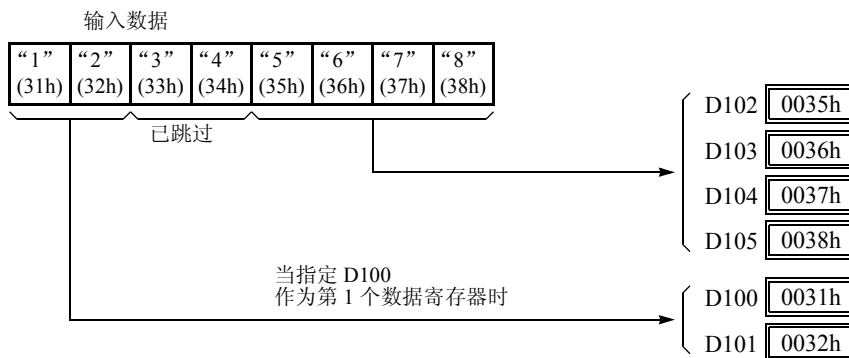 输入数据
“1” “2” “3” “4” “5” “6” “7” “8”
(31h) (32h) (33h) (34h) (35h) (36h) (37h) (38h)
已跳过
D102 0035h
D103 0036h
D104 0037h
D105 0038h
当指定 D100
作为第 1 个数据寄存器时
D100 0031h
D101 0032h